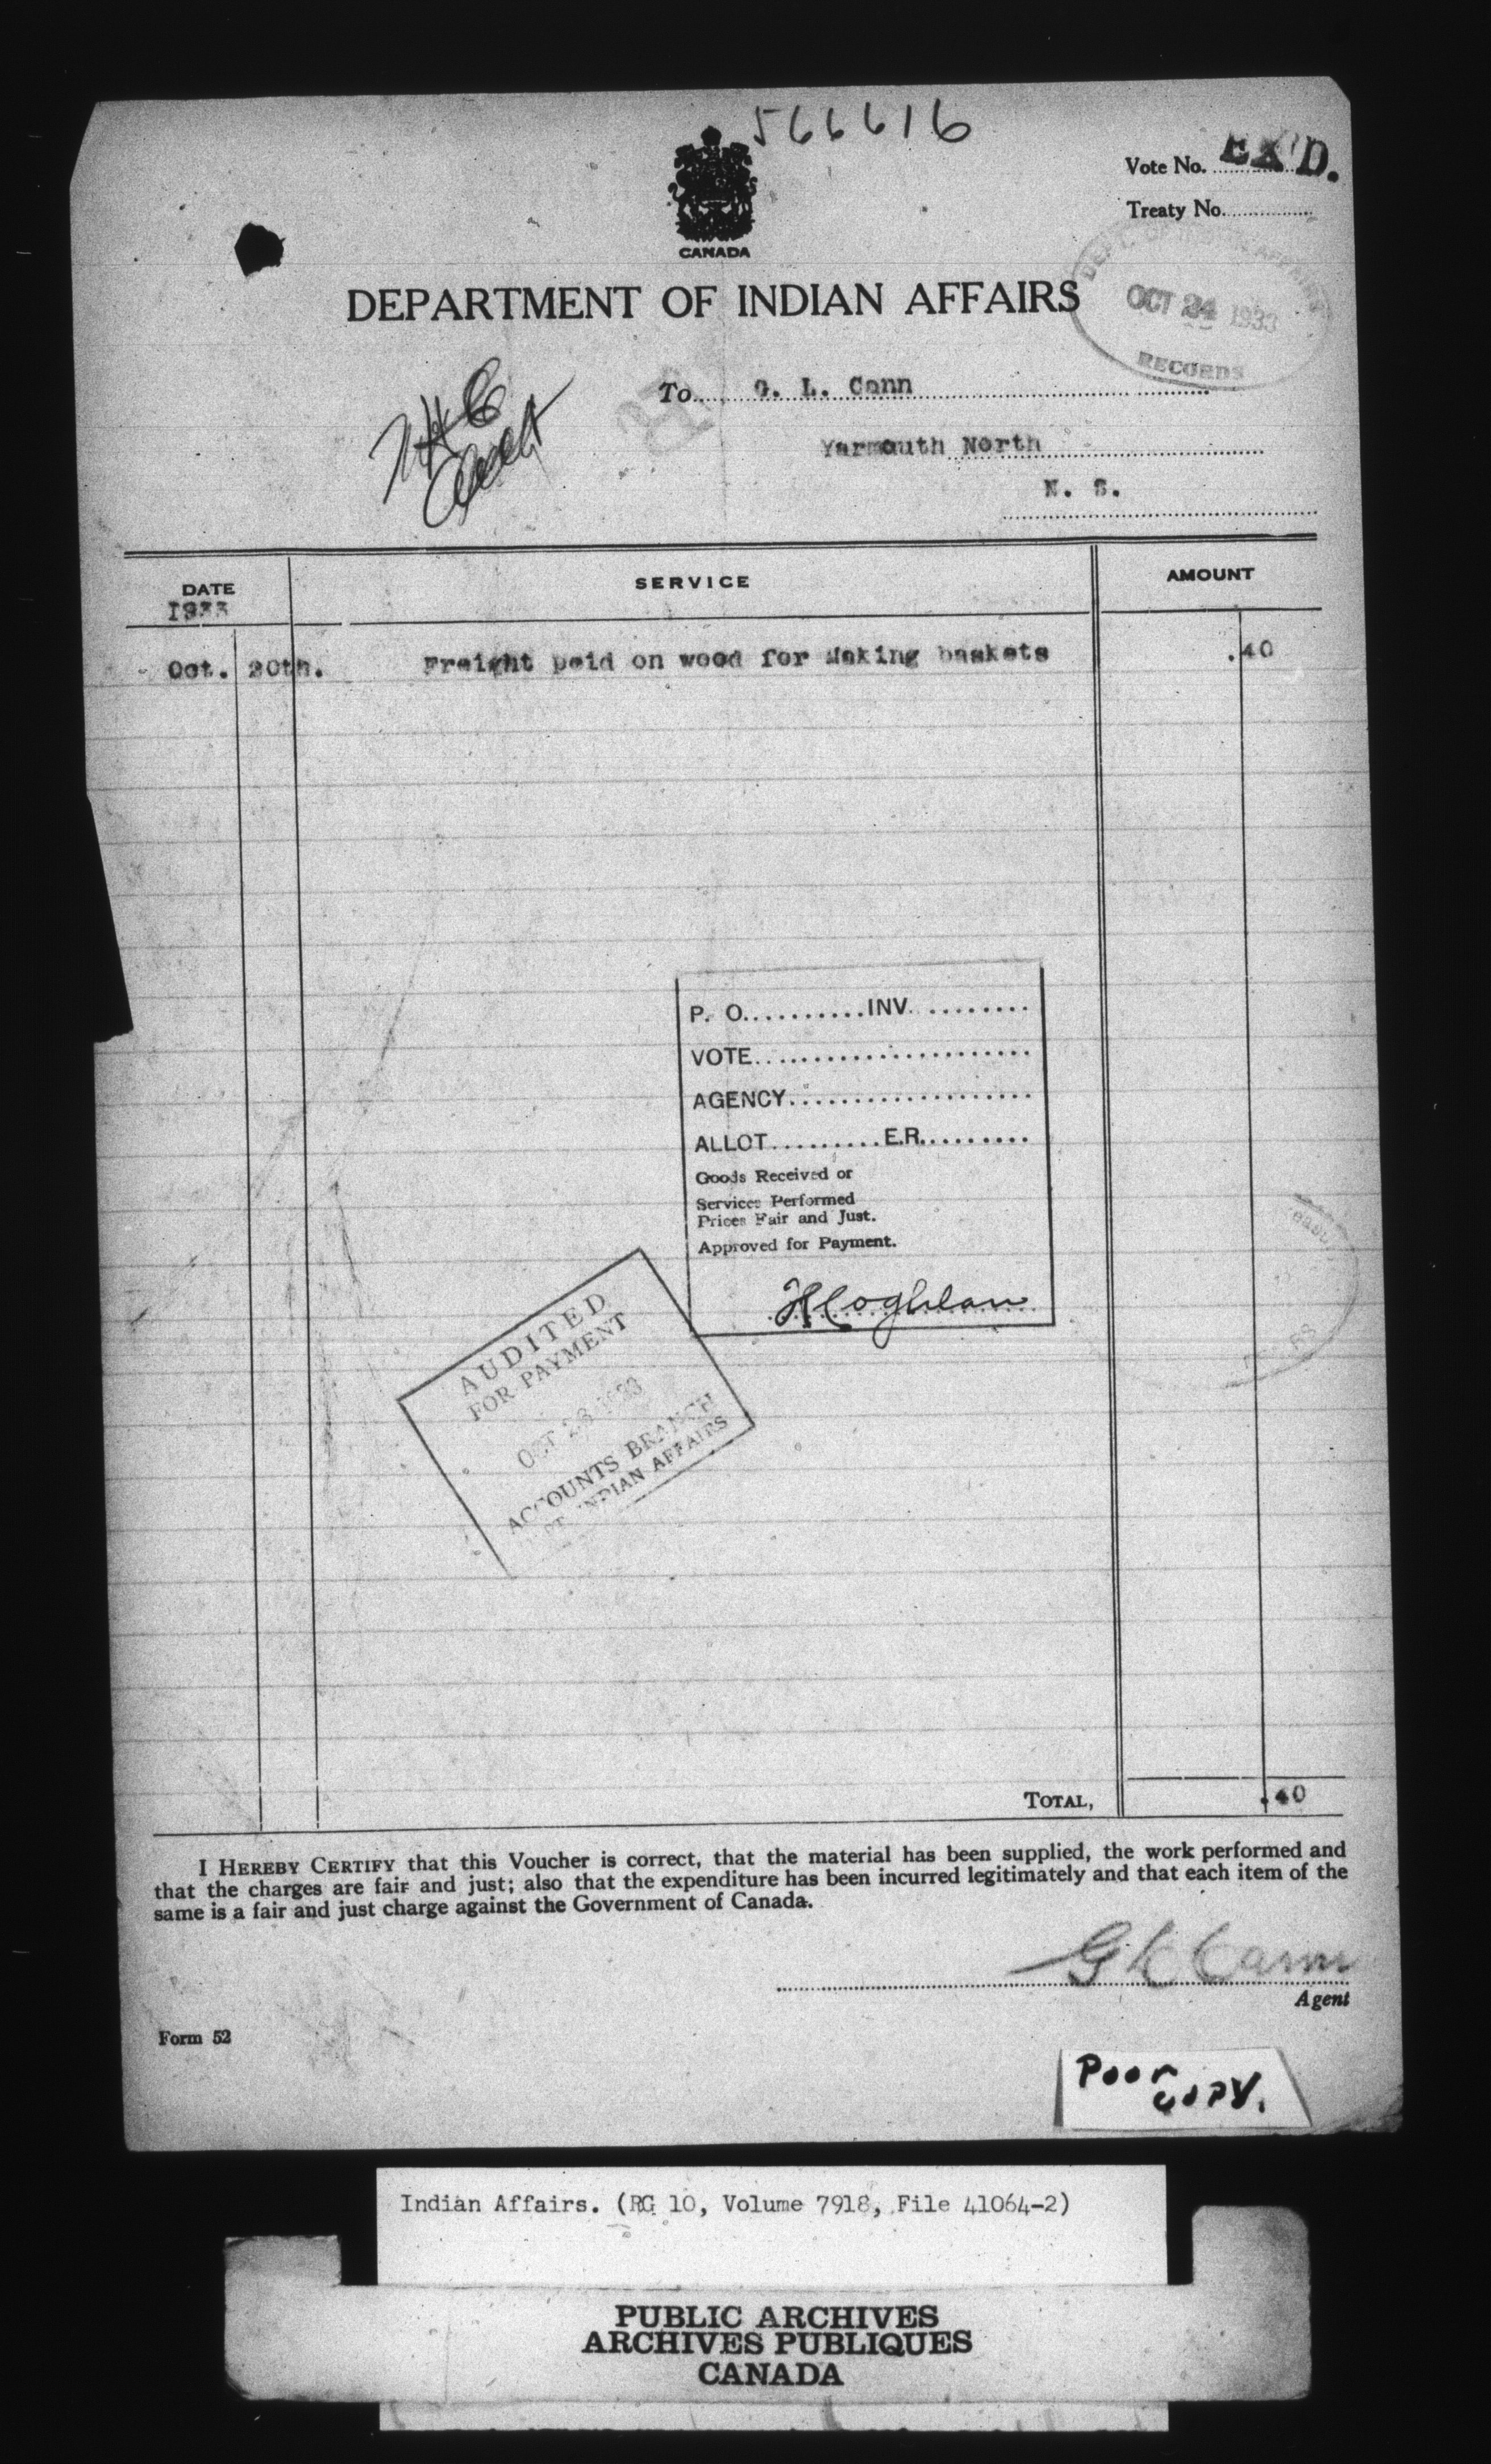 566616
Vote No. EX'D.
Treaty No.
CANADA
DEPARTMENT OF INDIAN AFFAIRS
DEPT. OF INDIAN AFFAIRS
OCT 24 1933
RECORDS
To G. L. Cann
Yarmouth North
N. S.
DATE SERVICE AMOUNT
1933
Oct. 20th. Freight paid on wood for Making baskets .40
P. O. INV.
VOTE
AGENCY
ALLOT E.R.
Goods Received or
Services Performed
Prices Fair and Just.
Approved for Payment.
H Coghlan
AUDITED
FOR PAYMENT
OCT 28 1933
ACCOUNTS BRANCH
INDIAN AFFAIRS
TOTAL, .40
I HEREBY CERTIFY that this Voucher is correct, that the material has been supplied, the work performed and
that the charges are fair and just; also that the expenditure has been incurred legitimately and that each item of the
same is a fair and just charge against the Government of Canada.
G L Cann
Agent
Form 52
Poor
COPY.
Indian Affairs. (RG 10, Volume 7918, File 41064-2)
PUBLIC ARCHIVES
ARCHIVES PUBLIQUES
CANADA